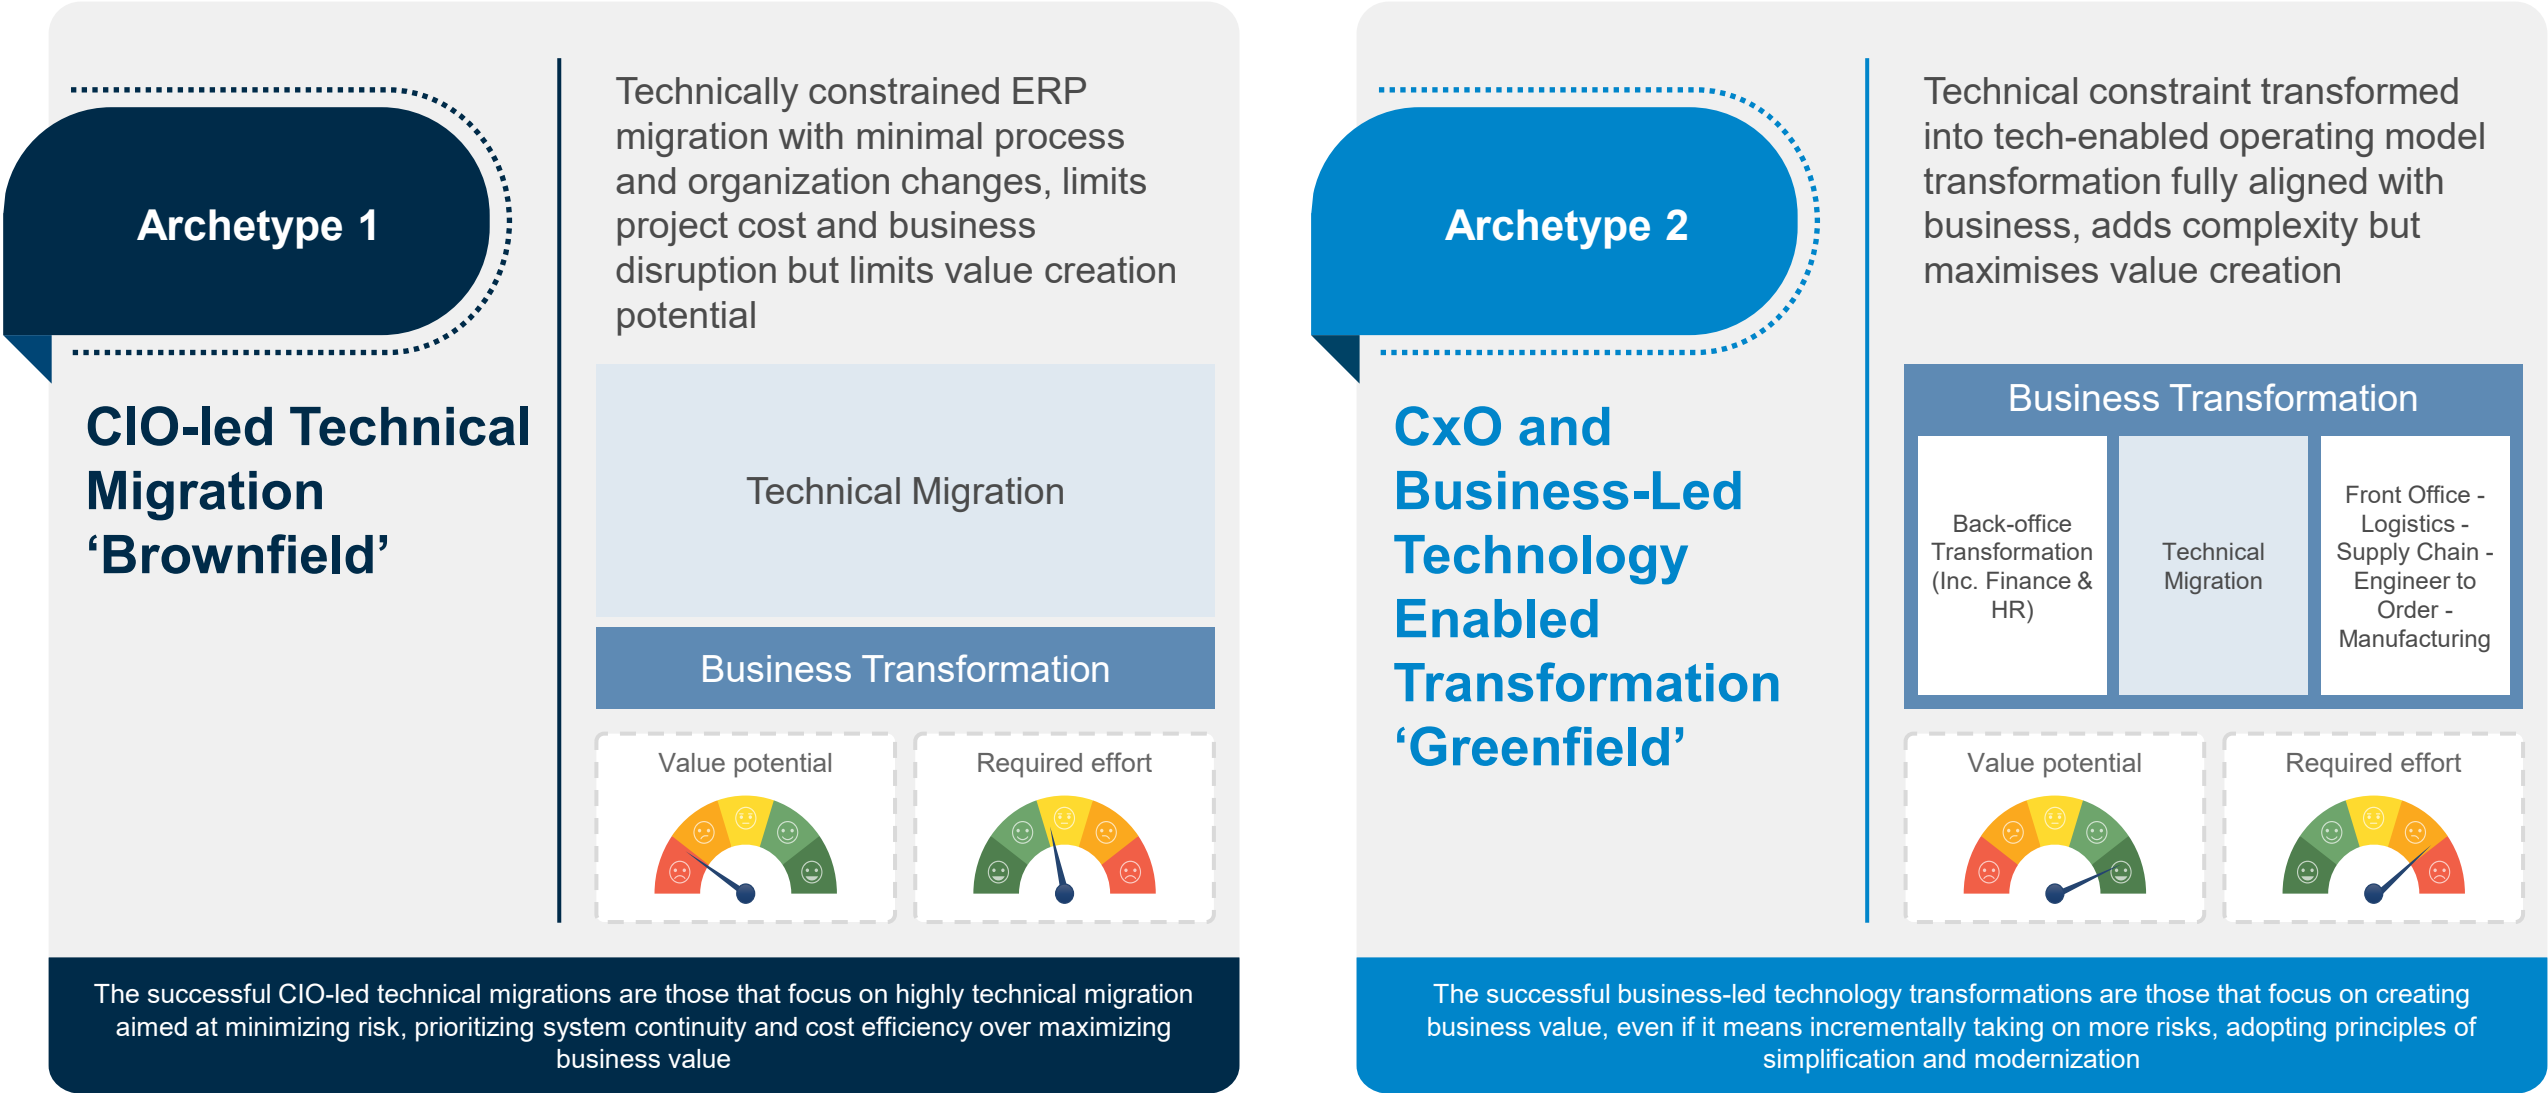 Archetype 1
CIO-led Technical
Migration
‘Brownfield’
Technically constrained ERP
migration with minimal process
and organization changes, limits
project cost and business
disruption but limits value creation
potential
Technical Migration
Business Transformation
Value potential
Required effort
The successful CIO-led technical migrations are those that focus on highly technical migration
aimed at minimizing risk, prioritizing system continuity and cost efficiency over maximizing
business value
Archetype 2
CxO and
Business-Led
Technology
Enabled
Transformation
‘Greenfield’
Technical constraint transformed
into tech-enabled operating model
transformation fully aligned with
business, adds complexity but
maximises value creation
Business Transformation
Back-office
Transformation
(Inc. Finance &
HR)
Technical
Migration
Front Office -
Logistics -
Supply Chain -
Engineer to
Order -
Manufacturing
Value potential
Required effort
The successful business-led technology transformations are those that focus on creating
business value, even if it means incrementally taking on more risks, adopting principles of
simplification and modernization